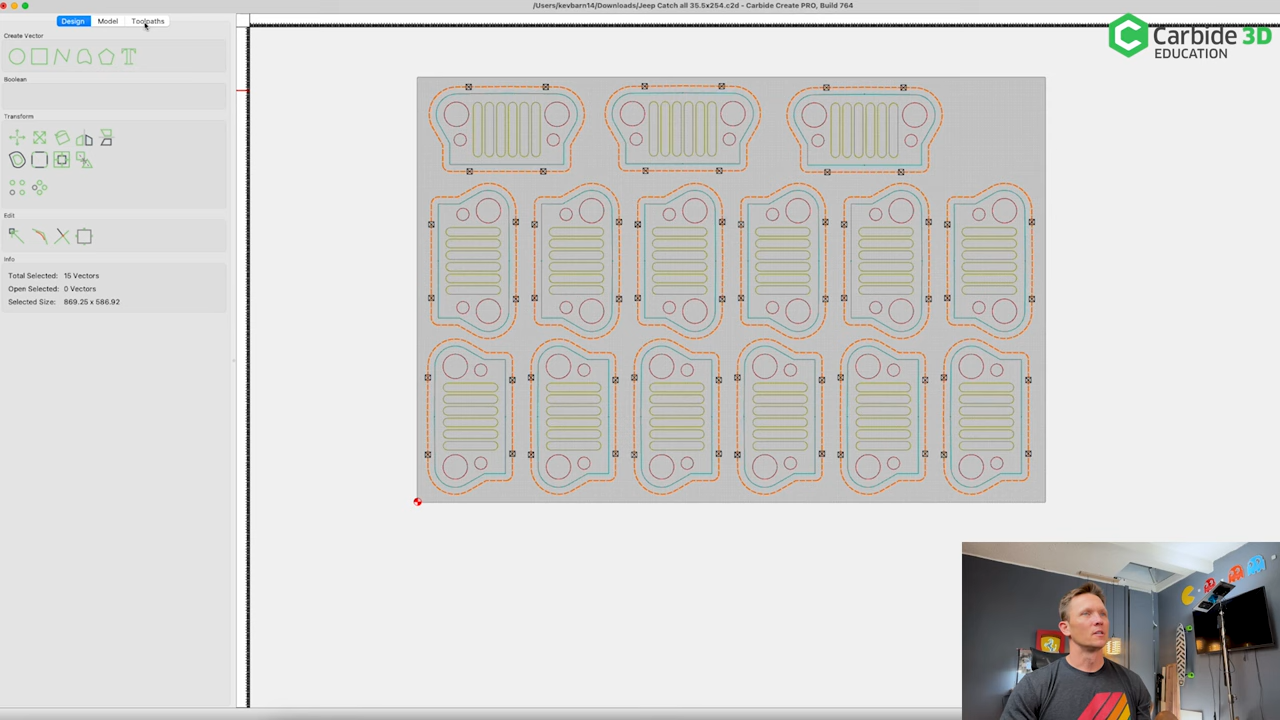 /Users/kevbarn14/Downloads/Jeep Catch all 35.5x254.c2d - Carbide Create PRO, Build 764
Design
Model
Toolpaths
Carbide 3D
EDUCATION
Create Vector
Boolean
Transform
Edit
Info
Total Selected: 15 Vectors
Open Selected: 0 Vectors
Selected Size: 869.25 x 586.92